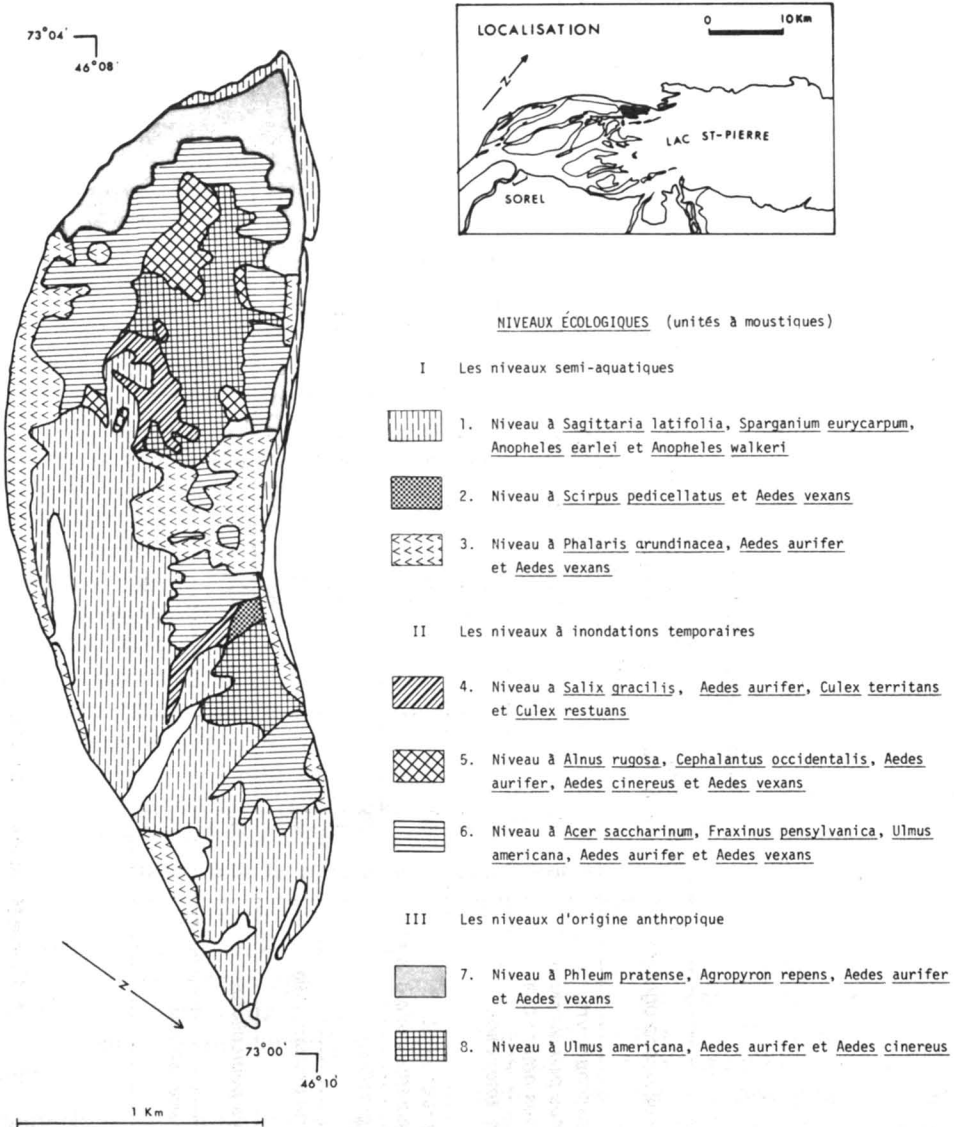 73°04'
46°08'
LOCALISATION
0 10 Km
N
LAC ST-PIERRE
SOREL
NIVEAUX ÉCOLOGIQUES (unités à moustiques)
I Les niveaux semi-aquatiques
1. Niveau à Sagittaria latifolia, Sparganium eurycarpum,
Anopheles earlei et Anopheles walkeri
2. Niveau à Scirpus pedicellatus et Aedes vexans
3. Niveau à Phalaris arundinacea, Aedes aurifer
et Aedes vexans
II Les niveaux à inondations temporaires
4. Niveau a Salix gracilis, Aedes aurifer, Culex territans
et Culex restuans
5. Niveau à Alnus rugosa, Cephalantus occidentalis, Aedes
aurifer, Aedes cinereus et Aedes vexans
6. Niveau à Acer saccharinum, Fraxinus pensylvanica, Ulmus
americana, Aedes aurifer et Aedes vexans
III Les niveaux d'origine anthropique
7. Niveau à Phleum pratense, Agropyron repens, Aedes aurifer
et Aedes vexans
8. Niveau à Ulmus americana, Aedes aurifer et Aedes cinereus
N
73°00'
46°10'
1 Km